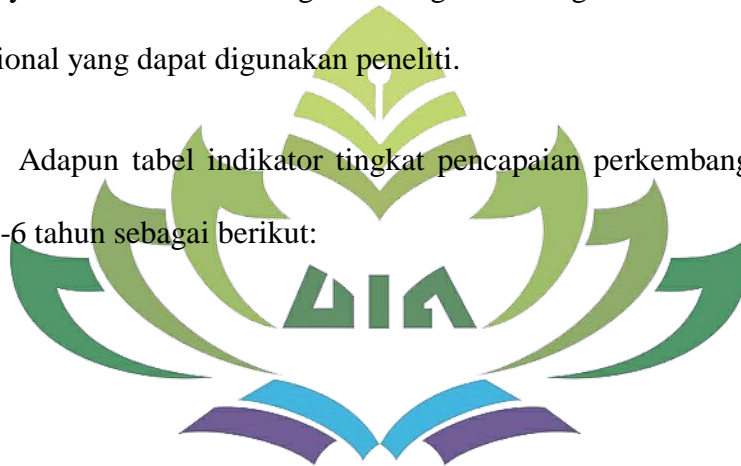 ional yang dapat digunakan peneliti.
Adapun tabel indikator tingkat pencapaian perkembang
-6 tahun sebagai berikut:
UIN